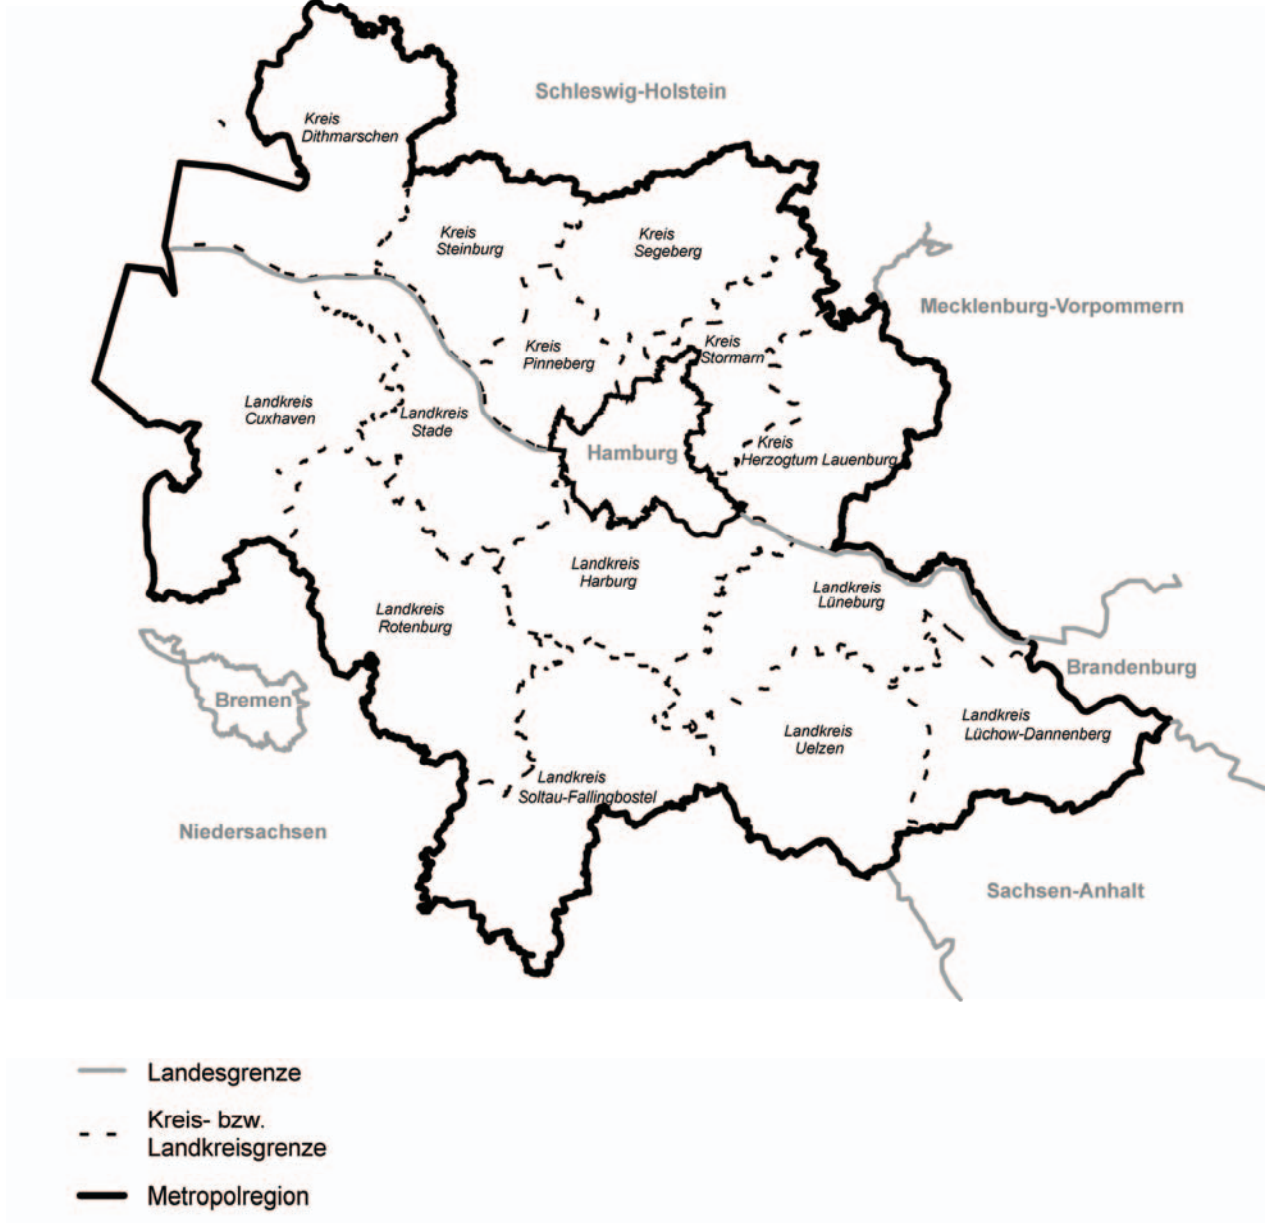 Schleswig-Holstein
Kreis
Dithmarschen
Kreis
Steinburg
Kreis
Segeberg
Mecklenburg-Vorpommern
Kreis
Pinneberg
Kreis
Stormarn
Landkreis
Cuxhaven
Landkreis
Stade
Hamburg
Kreis
Herzogtum Lauenburg
Landkreis
Harburg
Landkreis
Lüneburg
Landkreis
Rotenburg
Brandenburg
Bremen
Landkreis
Uelzen
Landkreis
Lüchow-Dannenberg
Landkreis
Soltau-Fallingbostel
Niedersachsen
Sachsen-Anhalt
Landesgrenze
Kreis- bzw.
Landkreisgrenze
Metropolregion